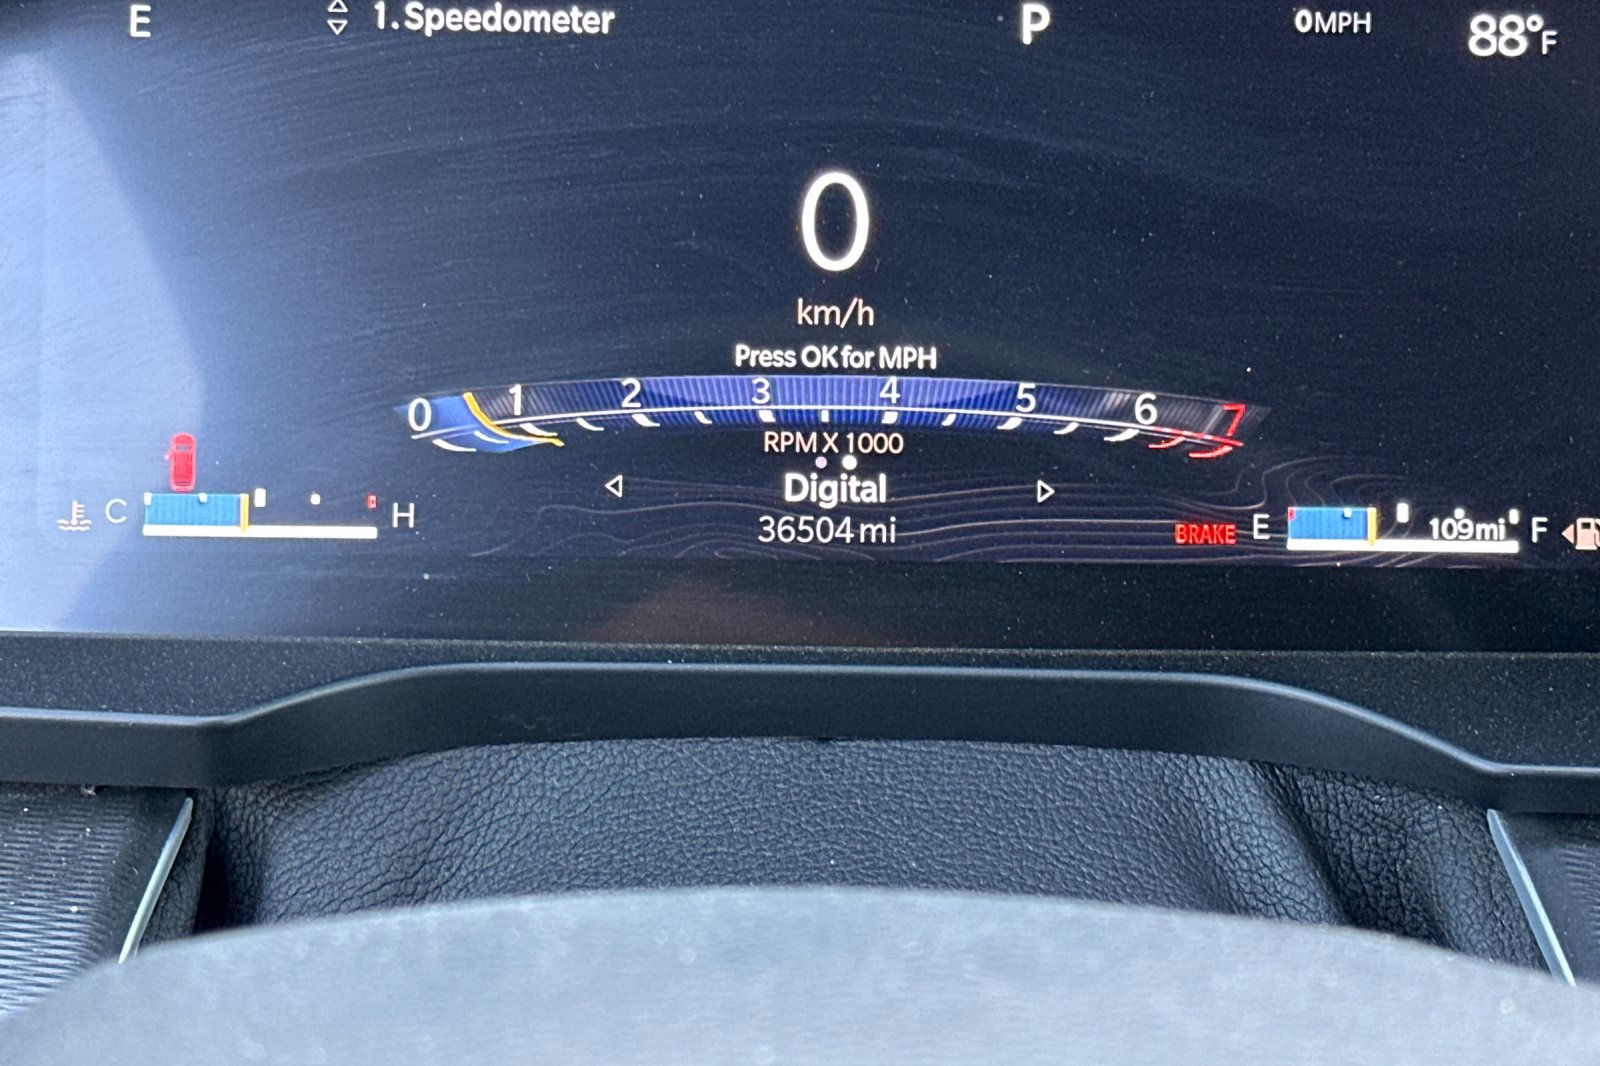 E
1. Speedometer
P
0MPH
88°F
0
km/h
Press OK for MPH
0 1 2 3 4 5 6 7
RPM X 1000
Digital
36504 mi
C
H
BRAKE
E
109mi
F